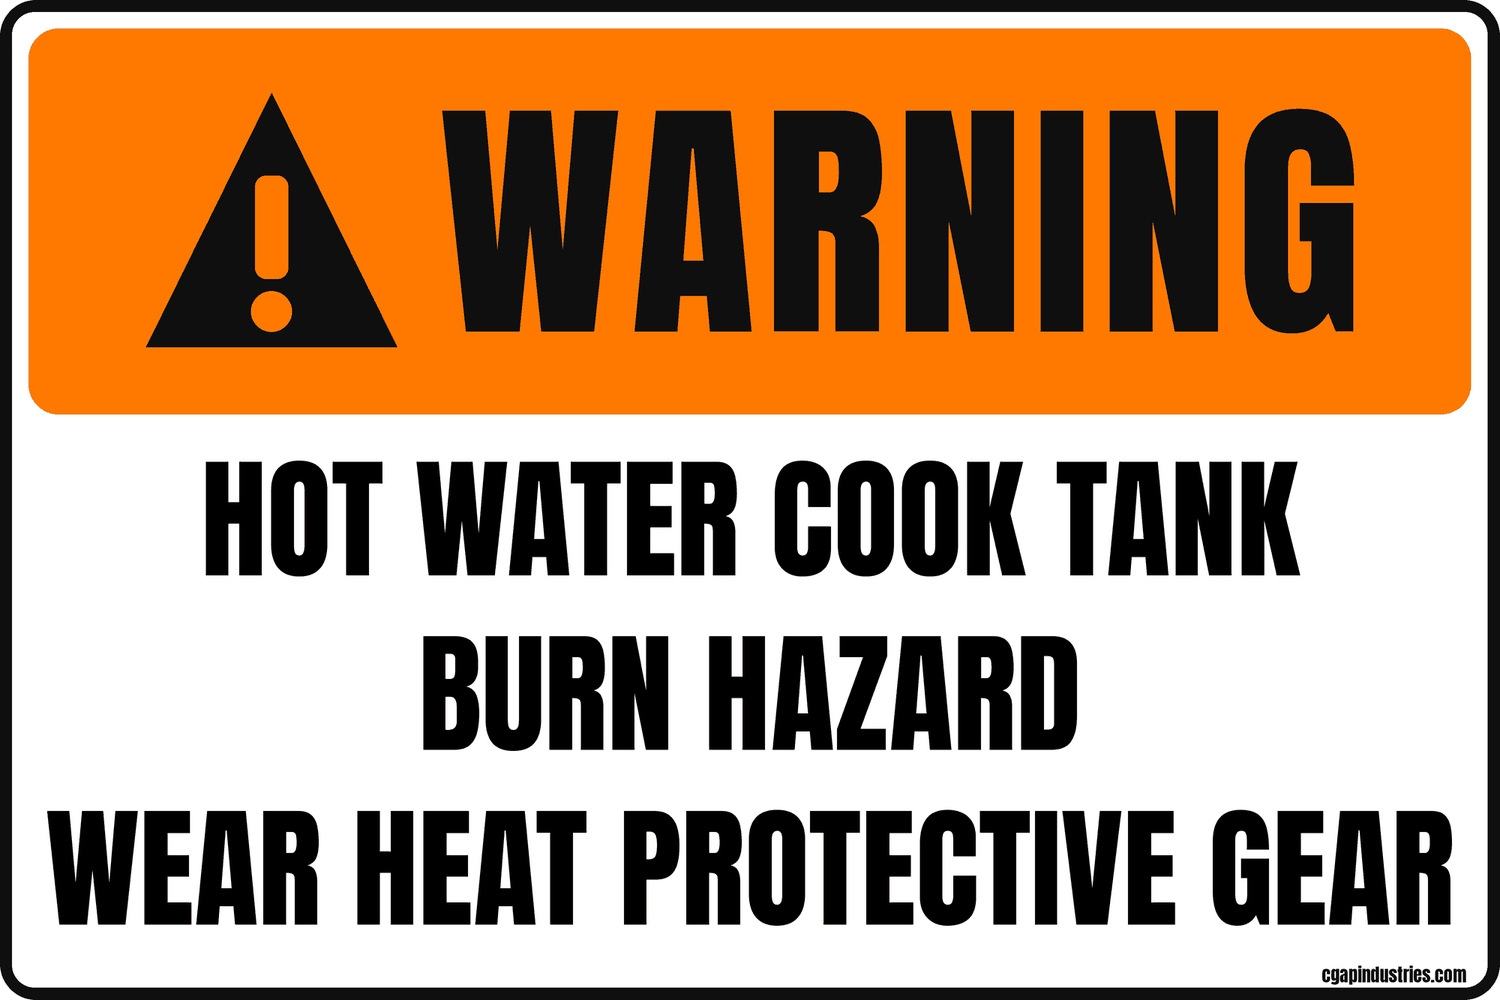 WARNING
HOT WATER COOK TANK
BURN HAZARD
WEAR HEAT PROTECTIVE GEAR
cgapindustries.com